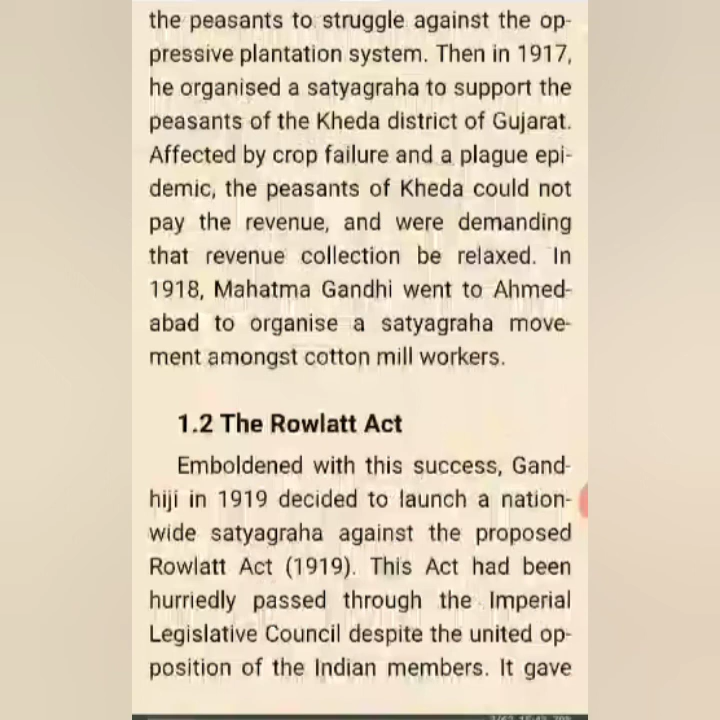 the peasants to struggle against the op-
pressive plantation system. Then in 1917,
he organised a satyagraha to support the
peasants of the Kheda district of Gujarat.
Affected by crop failure and a plague epi-
demic, the peasants of Kheda could not
pay the revenue, and were demanding
that revenue collection be relaxed. In
1918, Mahatma Gandhi went to Ahmed-
abad to organise a satyagraha move-
ment amongst cotton mill workers.
1.2 The Rowlatt Act
Emboldened with this success, Gand-
hiji in 1919 decided to launch a nation-
wide satyagraha against the proposed
Rowlatt Act (1919). This Act had been
hurriedly passed through the Imperial
Legislative Council despite the united op-
position of the Indian members. It gave